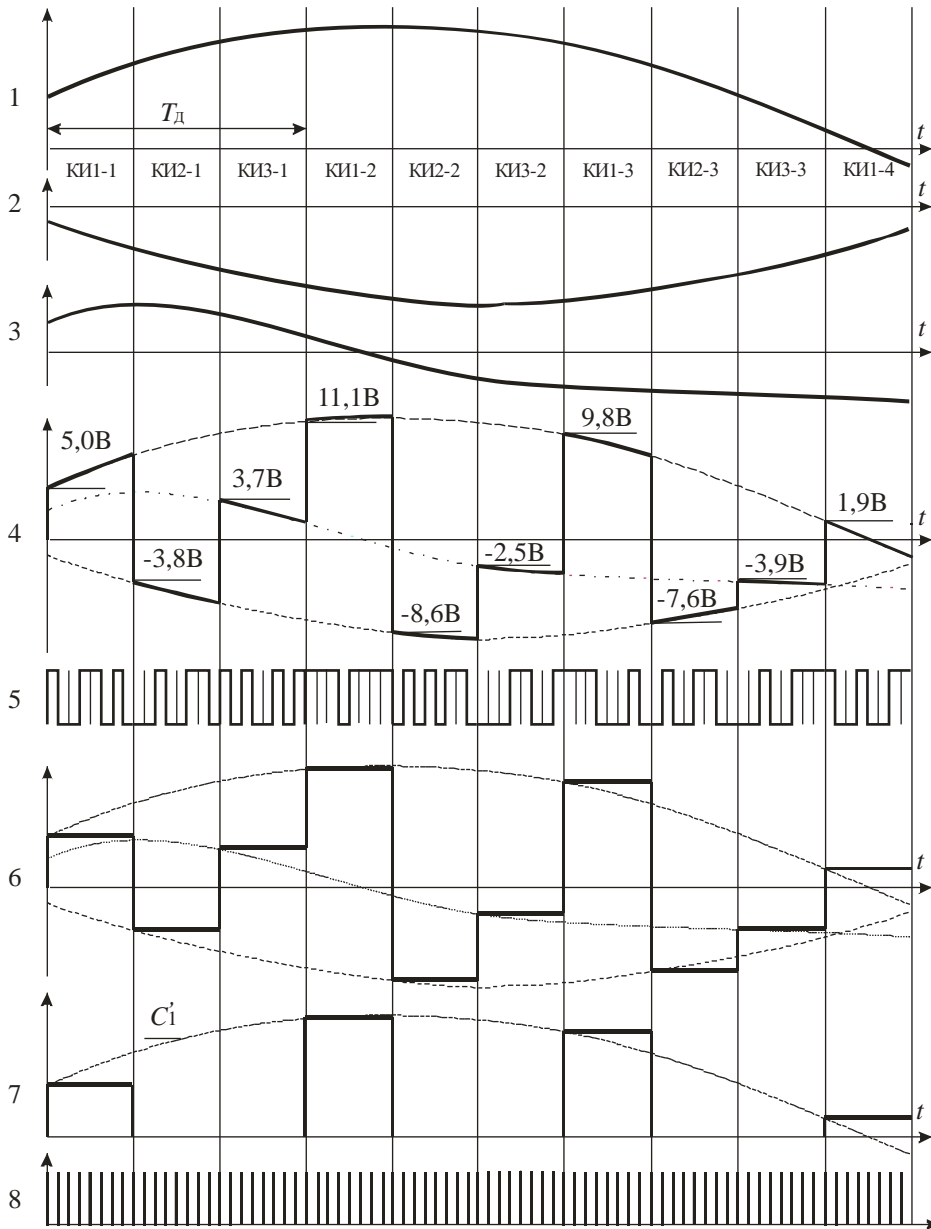 1
T_Д
t
КИ1-1 КИ2-1 КИ3-1 КИ1-2 КИ2-2 КИ3-2 КИ1-3 КИ2-3 КИ3-3 КИ1-4
2
t
3
t
11,1В
9,8В
5,0В
3,7В
1,9В
4
t
-3,8В
-2,5В
-3,9В
-8,6В
-7,6В
5
6
t
C'1
7
t
8